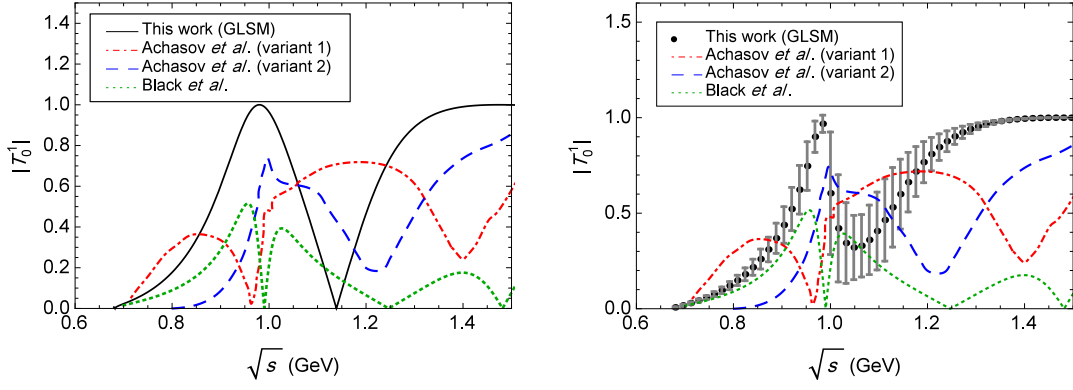 1.4
1.2
1.0
0.8
0.6
0.4
0.2
0.0
|T₀¹|
This work (GLSM)
Achasov et al. (variant 1)
Achasov et al. (variant 2)
Black et al.
0.6 0.8 1.0 1.2 1.4
√s (GeV)
1.5
1.0
0.5
0.0
|T₀¹|
This work (GLSM)
Achasov et al. (variant 1)
Achasov et al. (variant 2)
Black et al.
0.6 0.8 1.0 1.2 1.4
√s (GeV)